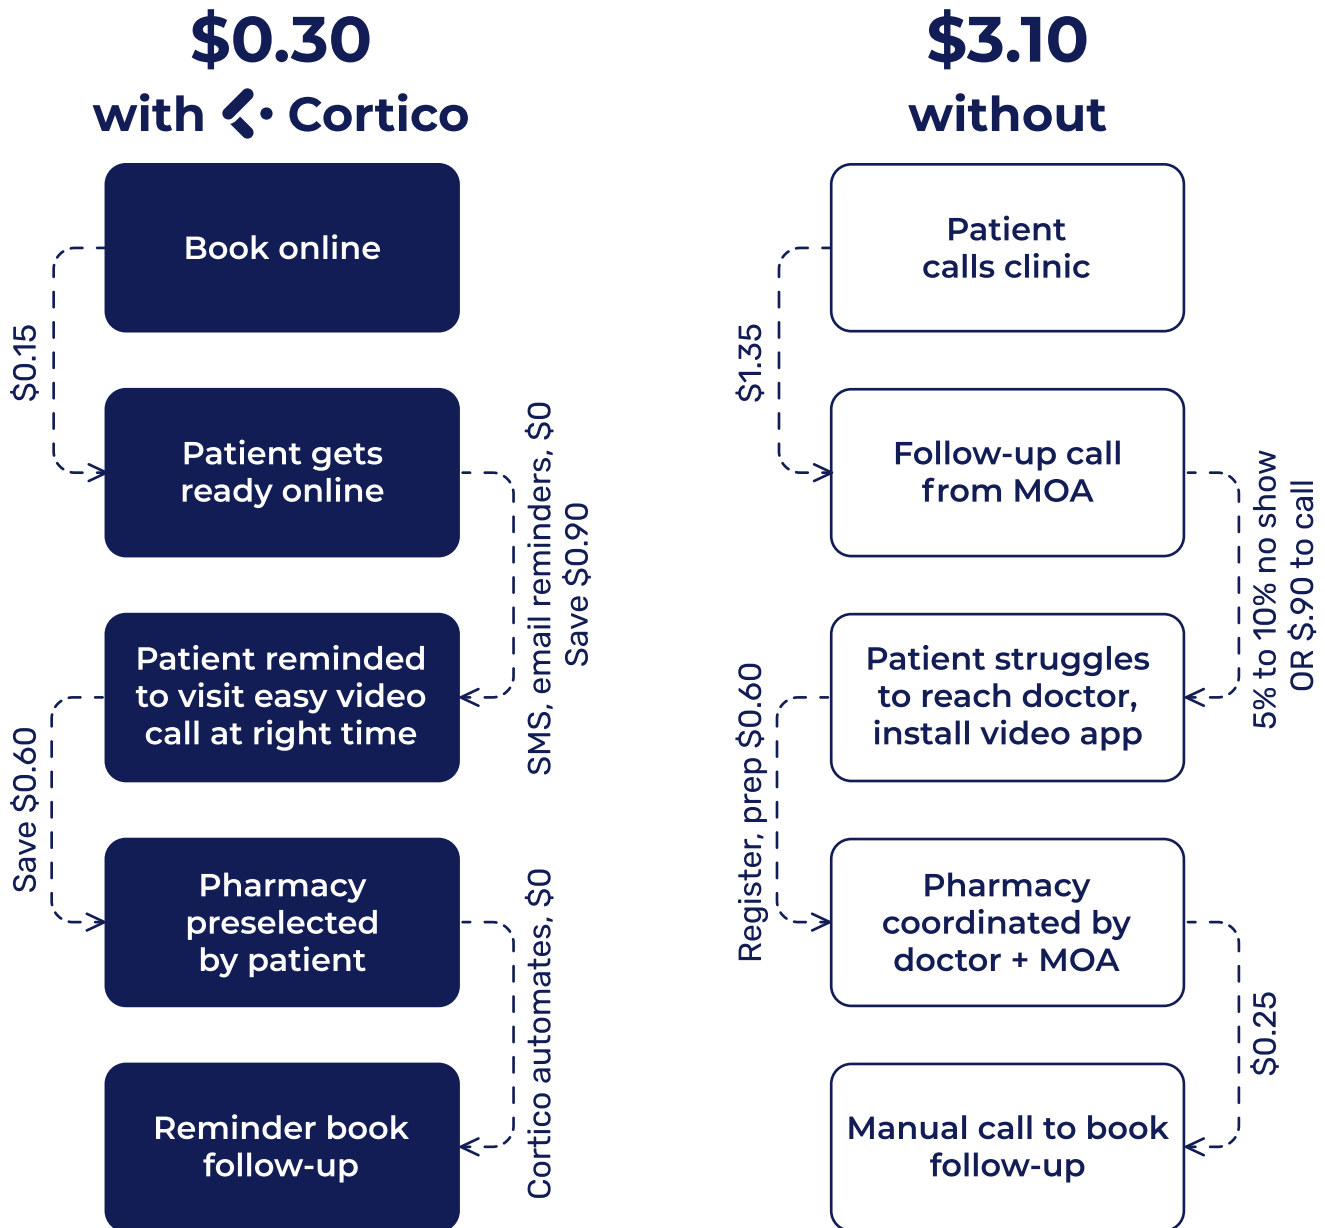 $0.30
with Cortico
Book online
$0.15
Patient gets
ready online
SMS, email reminders, $0
Save $0.90
Patient reminded
to visit easy video
call at right time
Save $0.60
Pharmacy
preselected
by patient
Cortico automates, $0
Reminder book
follow-up
$3.10
without
Patient
calls clinic
$1.35
Follow-up call
from MOA
5% to 10% no show
OR $.90 to call
Patient struggles
to reach doctor,
install video app
Register, prep $0.60
Pharmacy
coordinated by
doctor + MOA
$0.25
Manual call to book
follow-up